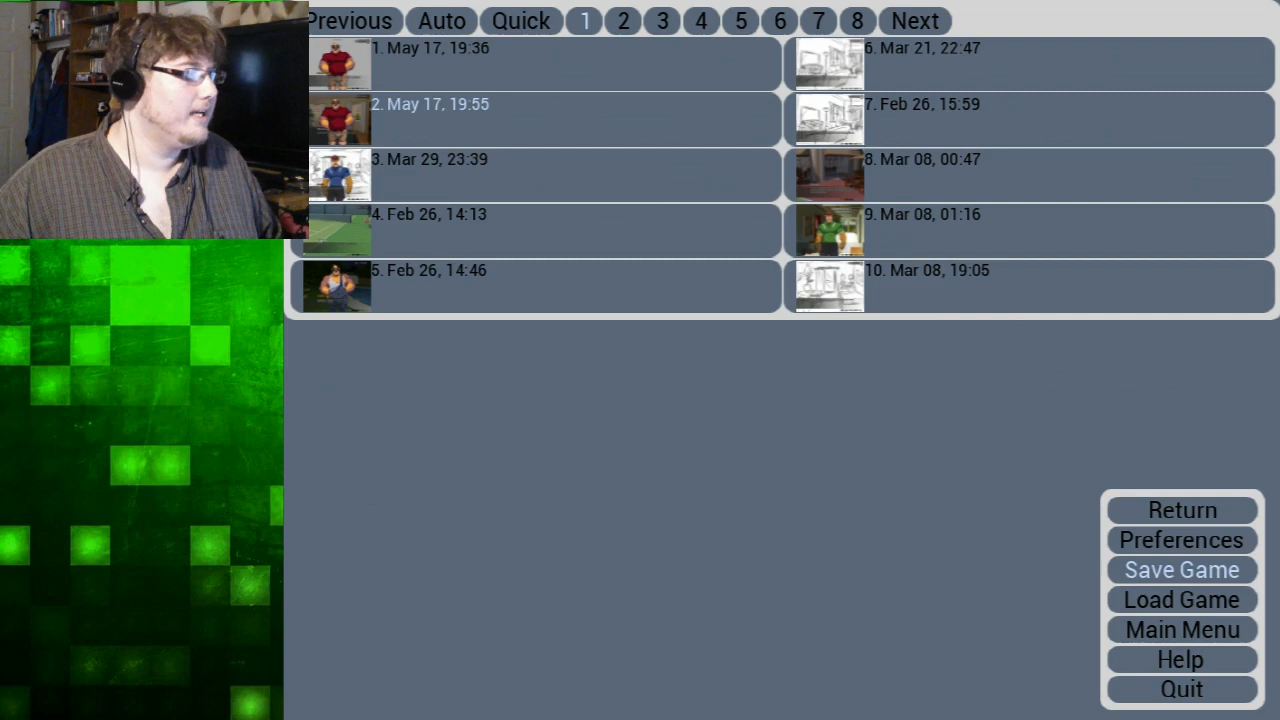 Previous Auto Quick 1 2 3 4 5 6 7 8 Next
1. May 17, 19:36
2. May 17, 19:55
3. Mar 29, 23:39
4. Feb 26, 14:13
5. Feb 26, 14:46
6. Mar 21, 22:47
7. Feb 26, 15:59
8. Mar 08, 00:47
9. Mar 08, 01:16
10. Mar 08, 19:05
Return
Preferences
Save Game
Load Game
Main Menu
Help
Quit